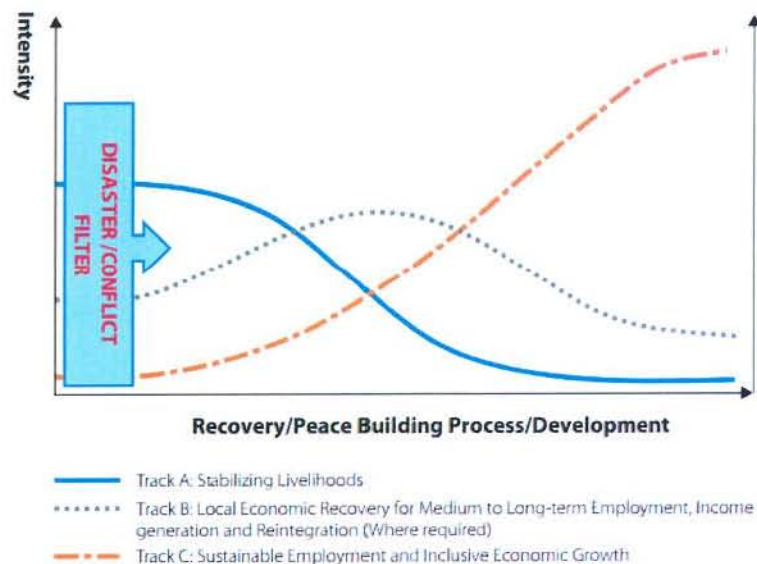 Intensity
DISASTER /CONFLICT
FILTER
Recovery/Peace Building Process/Development
Track A: Stabilizing Livelihoods
Track B: Local Economic Recovery for Medium to Long-term Employment, Income
generation and Reintegration (Where required)
Track C: Sustainable Employment and Inclusive Economic Growth